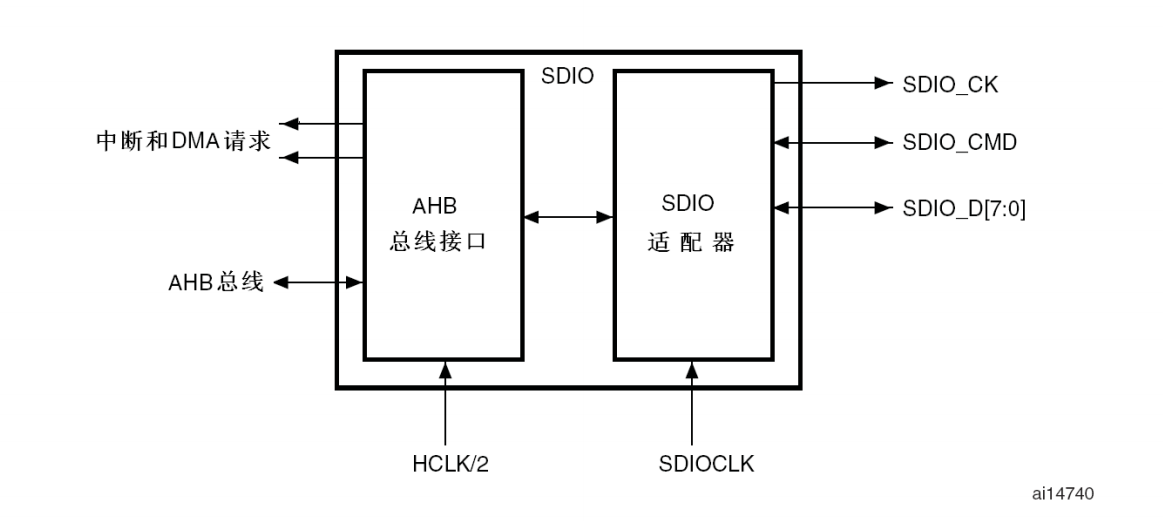 SDIO
SDIO_CK
中断和DMA请求
SDIO_CMD
AHB
总线接口
SDIO
适配器
SDIO_D[7:0]
AHB总线
HCLK/2
SDIOCLK
ai14740